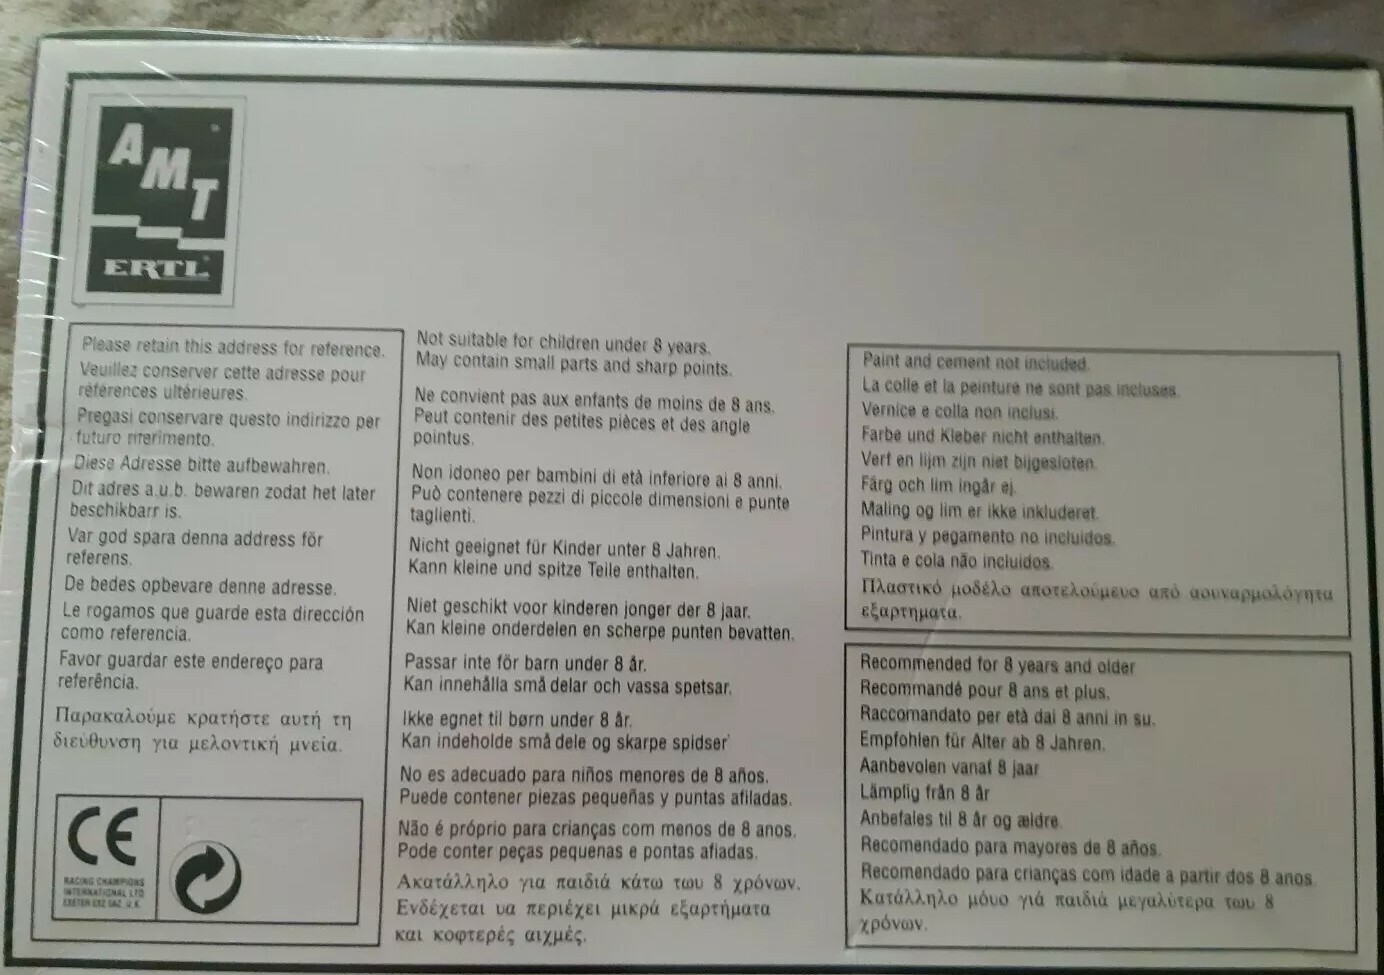 AMT
ERTL
Please retain this address for reference.
Veuillez conserver cette adresse pour
références ultérieures.
Pregasi conservare questo indirizzo per
futuro riferimento.
Diese Adresse bitte aufbewahren.
Dit adres a.u.b. bewaren zodat het later
beschikbarr is.
Var god spara denna address för
referens.
De bedes opbevare denne adresse.
Le rogamos que guarde esta dirección
como referencia.
Favor guardar este endereço para
referência.
Παρακαλούμε κρατήστε αυτή τη
διεύθυνση για μελοντική μνεία.
CE
RACING CHAMPIONS
INTERNATIONAL LTD
EXETER U.K.
Not suitable for children under 8 years.
May contain small parts and sharp points.
Ne convient pas aux enfants de moins de 8 ans.
Peut contenir des petites pièces et des angle
pointus.
Non idoneo per bambini di età inferiore ai 8 anni.
Può contenere pezzi di piccole dimensioni e punte
taglienti.
Nicht geeignet für Kinder unter 8 Jahren.
Kann kleine und spitze Teile enthalten.
Niet geschikt voor kinderen jonger der 8 jaar.
Kan kleine onderdelen en scherpe punten bevatten.
Passar inte för barn under 8 år.
Kan innehålla små delar och vassa spetsar.
Ikke egnet til børn under 8 år.
Kan indeholde små dele og skarpe spidser
No es adecuado para niños menores de 8 años.
Puede contener piezas pequeñas y puntas afiladas.
Não é próprio para crianças com menos de 8 anos.
Pode conter peças pequenas e pontas afiadas.
Ακατάλληλο για παιδιά κάτω τωυ 8 χρόνων.
Ενδέχεται υα περιέχει μικρά εξαρτήματα
και κοφτερές αιχμές.
Paint and cement not included.
La colle et la peinture ne sont pas incluses.
Vernice e colla non inclusi.
Farbe und Kleber nicht enthalten.
Verf en lijm zijn niet bijgesloten.
Färg och lim ingår ej.
Maling og lim er ikke inkluderet.
Pintura y pegamento no incluidos.
Tinta e cola não incluidos.
Πλαστικό μοδέλο αποτελούμευο από αουναρμολόγητα
εξαρτηματα.
Recommended for 8 years and older
Recommandé pour 8 ans et plus.
Raccomandato per età dai 8 anni in su.
Empfohlen für Alter ab 8 Jahren.
Aanbevolen vanaf 8 jaar
Lämplig från 8 år
Anbefales til 8 år og ældre.
Recomendado para mayores de 8 años.
Recomendado para crianças com idade a partir dos 8 anos.
Κατάλληλο μόυο γιά παιδιά μεγαλύτερα τωυ 8
χρόνων.